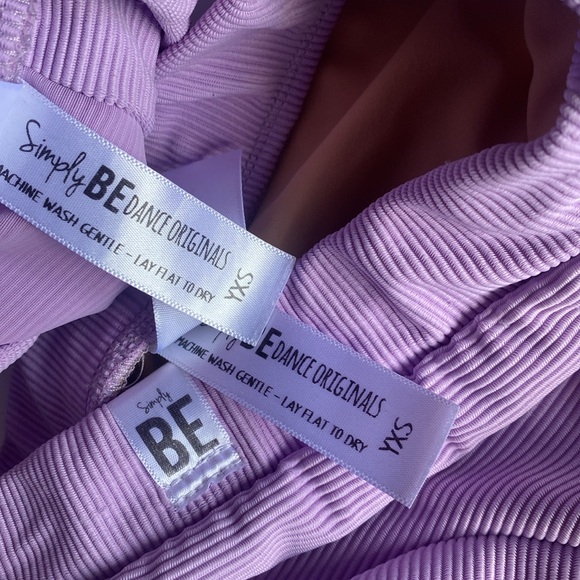 Simply BE DANCE ORIGINALS
MACHINE WASH GENTLE - LAY FLAT TO DRY
YXS
Simply BE DANCE ORIGINALS
MACHINE WASH GENTLE - LAY FLAT TO DRY
YXS
Simply
BE